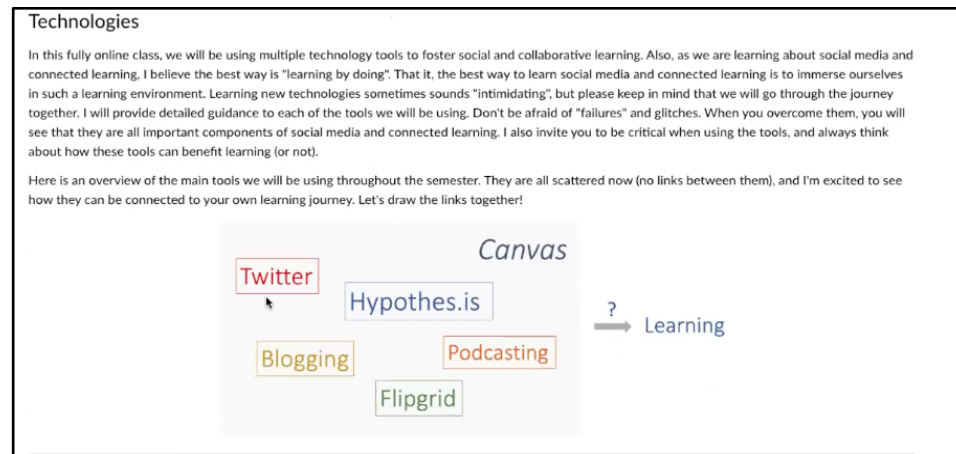 Technologies
In this fully online class, we will be using multiple technology tools to foster social and collaborative learning. Also, as we are learning about social media and
connected learning, I believe the best way is "learning by doing". That it, the best way to learn social media and connected learning is to immerse ourselves
in such a learning environment. Learning new technologies sometimes sounds "intimidating", but please keep in mind that we will go through the journey
together. I will provide detailed guidance to each of the tools we will be using. Don't be afraid of "failures" and glitches. When you overcome them, you will
see that they are all important components of social media and connected learning. I also invite you to be critical when using the tools, and always think
about how these tools can benefit learning (or not).
Here is an overview of the main tools we will be using throughout the semester. They are all scattered now (no links between them), and I'm excited to see
how they can be connected to your own learning journey. Let's draw the links together!
Canvas
Twitter
Hypothes.is
?
Learning
Blogging
Podcasting
Flipgrid